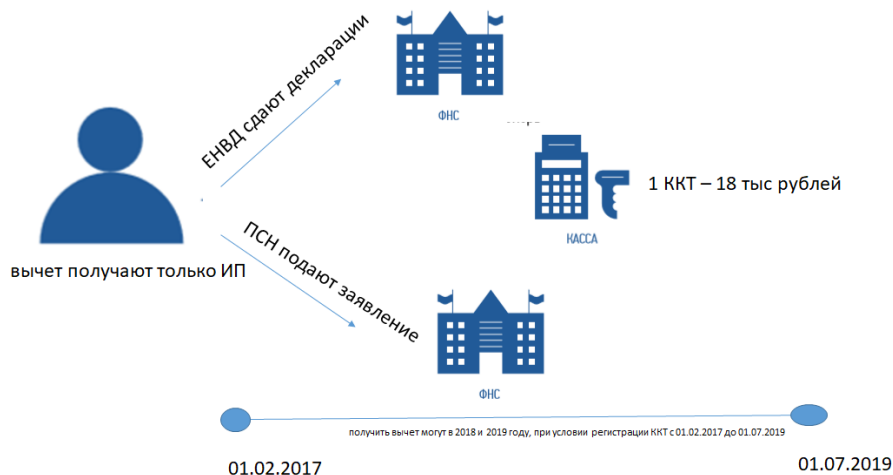 ЕНВД сдают декларации
ФНС
1 ККТ – 18 тыс рублей
КАССА
вычет получают только ИП
ПСН подают заявление
ФНС
получить вычет могут в 2018 и 2019 году, при условии регистрации ККТ с 01.02.2017 до 01.07.2019
01.02.2017
01.07.2019